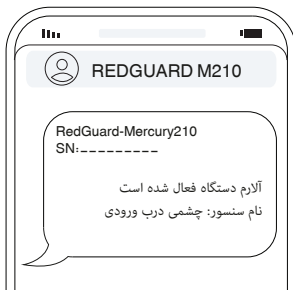 REDGUARD M210
RedGuard-Mercury210
SN:_________
آلارم دستگاه فعال شده است
نام سنسور: چشمی درب ورودی